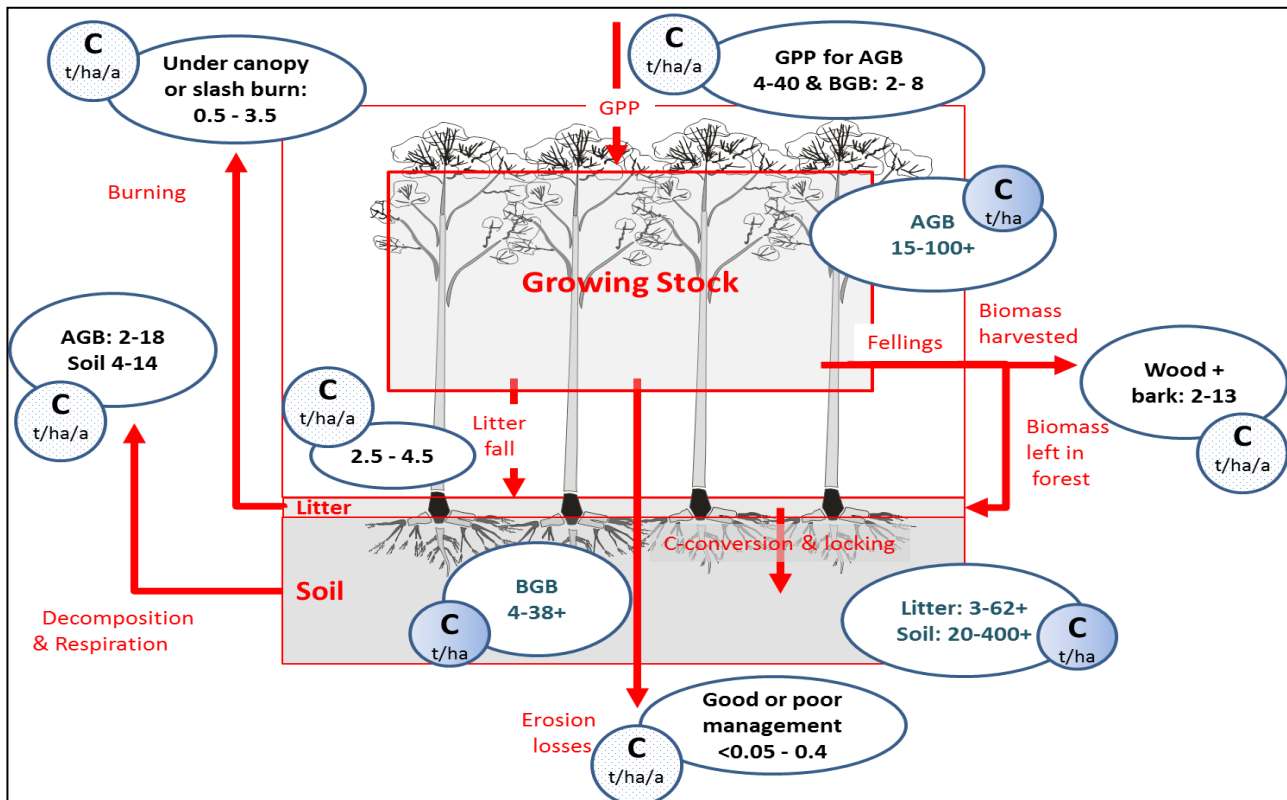 C
t/ha/a
Under canopy
or slash burn:
0.5 - 3.5
C
t/ha/a
GPP for AGB
4-40 & BGB: 2- 8
GPP
Burning
C
t/ha
AGB
15-100+
Growing Stock
AGB: 2-18
Soil 4-14
C
t/ha/a
Fellings
Biomass
harvested
Wood +
bark: 2-13
C
t/ha/a
C
t/ha/a
2.5 - 4.5
Litter
fall
Biomass
left in
forest
Litter
C-conversion & locking
Soil
BGB
4-38+
C
t/ha
Litter: 3-62+
Soil: 20-400+
C
t/ha
Decomposition
& Respiration
Erosion
losses
C
t/ha/a
Good or poor
management
<0.05 - 0.4